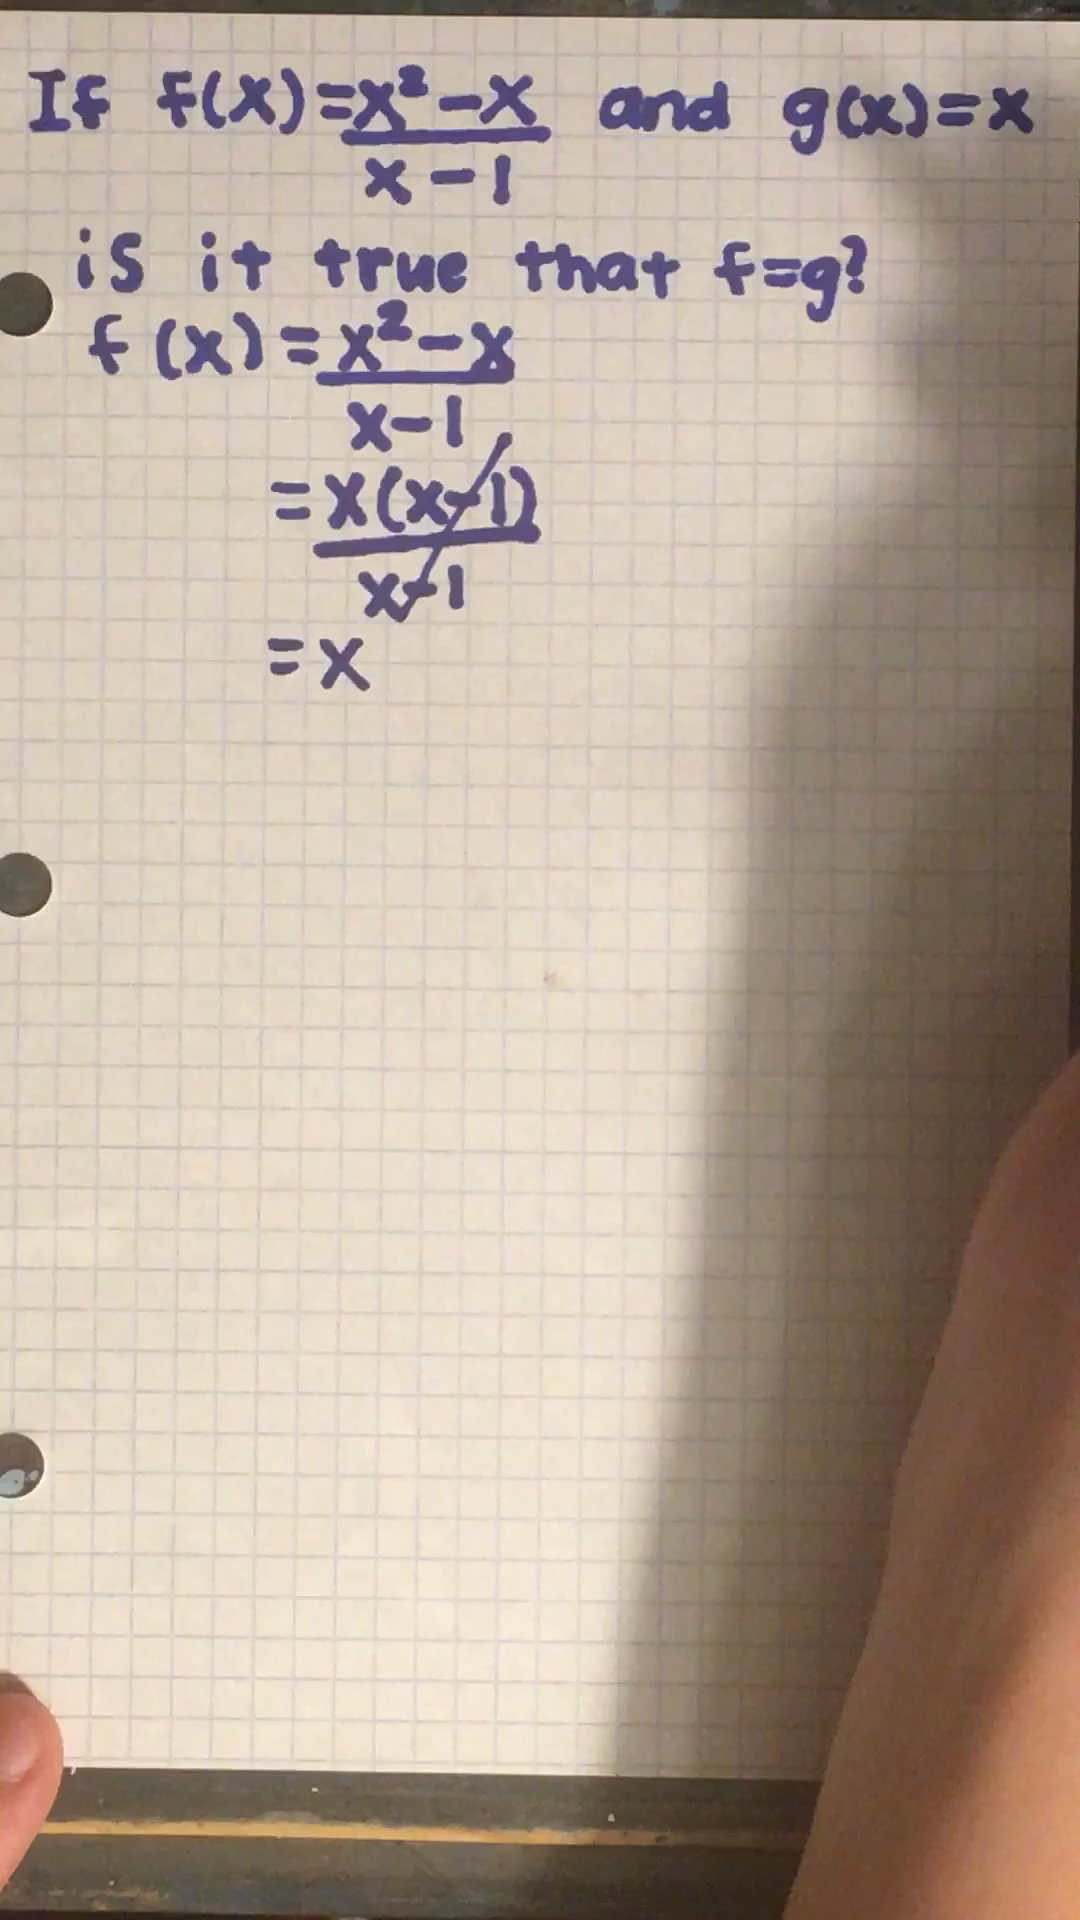 If f(x)=x²-x and g(x)=x
x-1
is it true that f=g?
f(x)=x²-x
x-1
=x(x-1)
x-1
=x